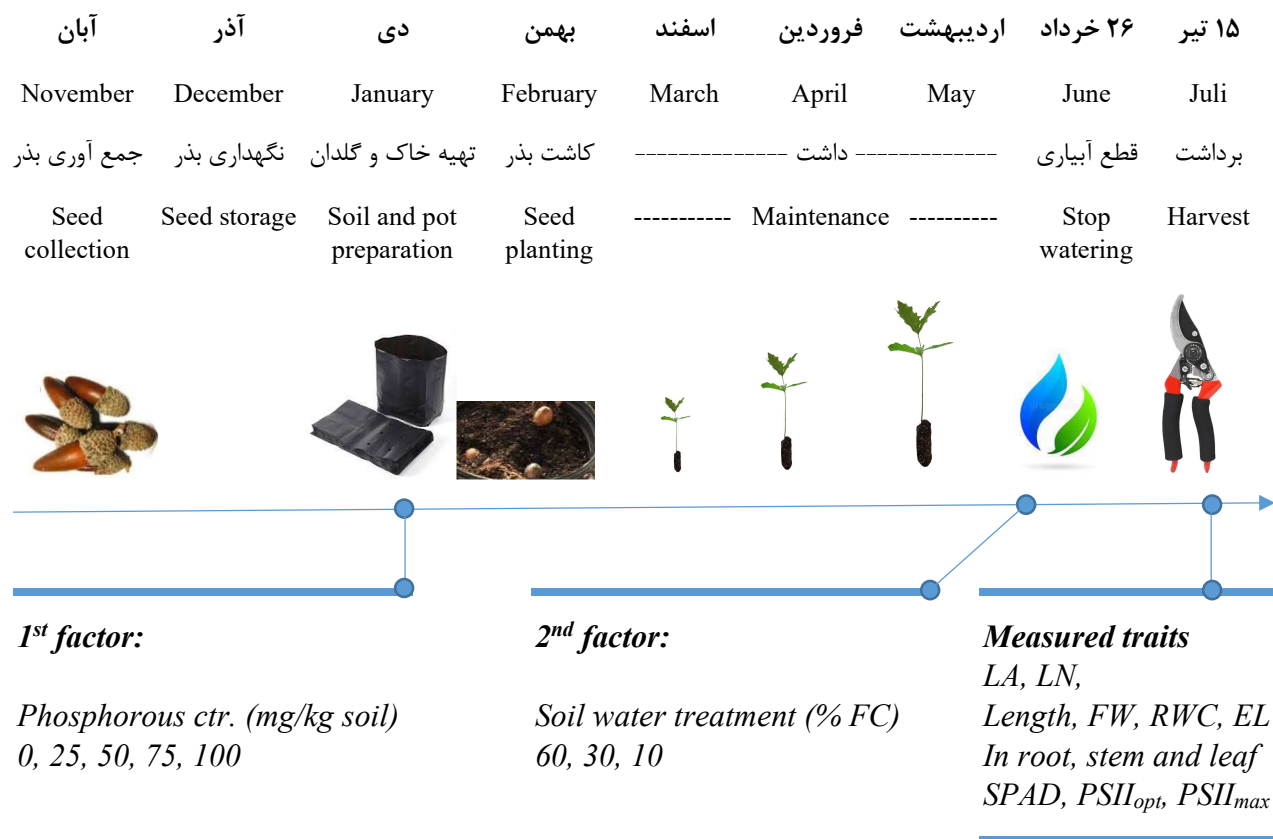 آبان آذر دی بهمن اسفند فروردین اردیبهشت ۲۶ خرداد ۱۵ تیر
November December January February March April May June Juli
جمع آوری بذر نگهداری بذر تهیه خاک و گلدان کاشت بذر -------------- داشت ------------- قطع آبیاری برداشت
Seed collection Seed storage Soil and pot preparation Seed planting ----------- Maintenance ---------- Stop watering Harvest
1st factor:
Phosphorous ctr. (mg/kg soil)
0, 25, 50, 75, 100
2nd factor:
Soil water treatment (% FC)
60, 30, 10
Measured traits
LA, LN,
Length, FW, RWC, EL
In root, stem and leaf
SPAD, PSIIopt, PSIImax